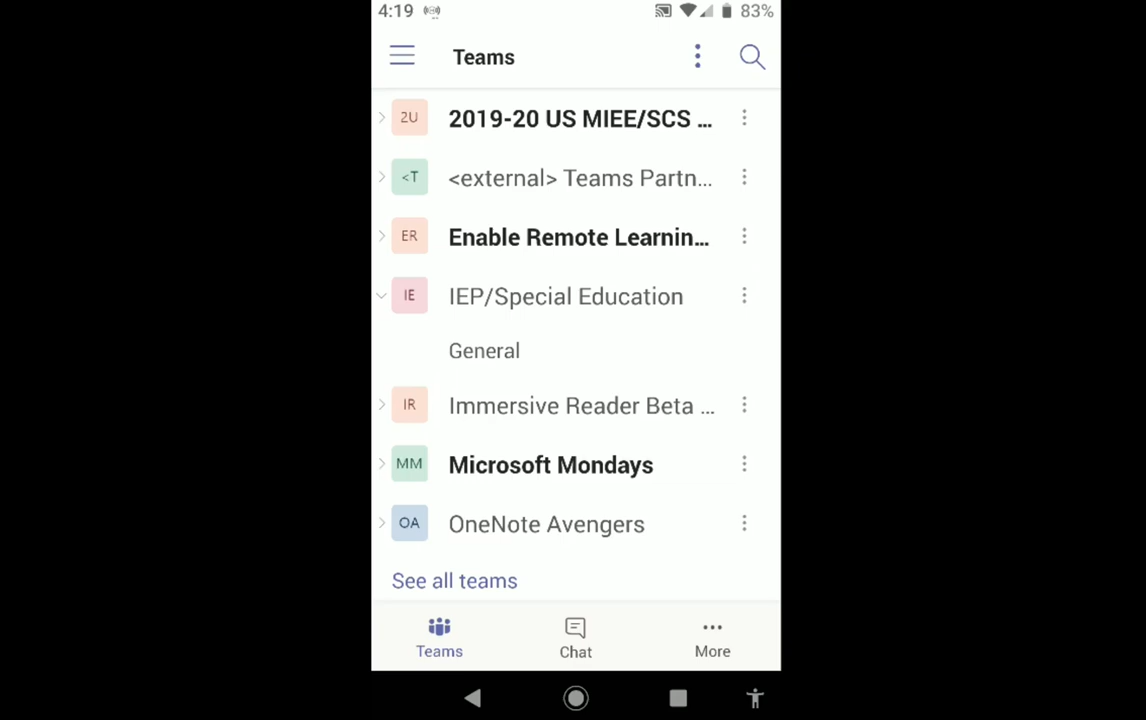 4:19 83%
Teams
2U 2019-20 US MIEE/SCS ...
<T <external> Teams Partn...
ER Enable Remote Learnin...
IE IEP/Special Education
General
IR Immersive Reader Beta ...
MM Microsoft Mondays
OA OneNote Avengers
See all teams
Teams Chat More